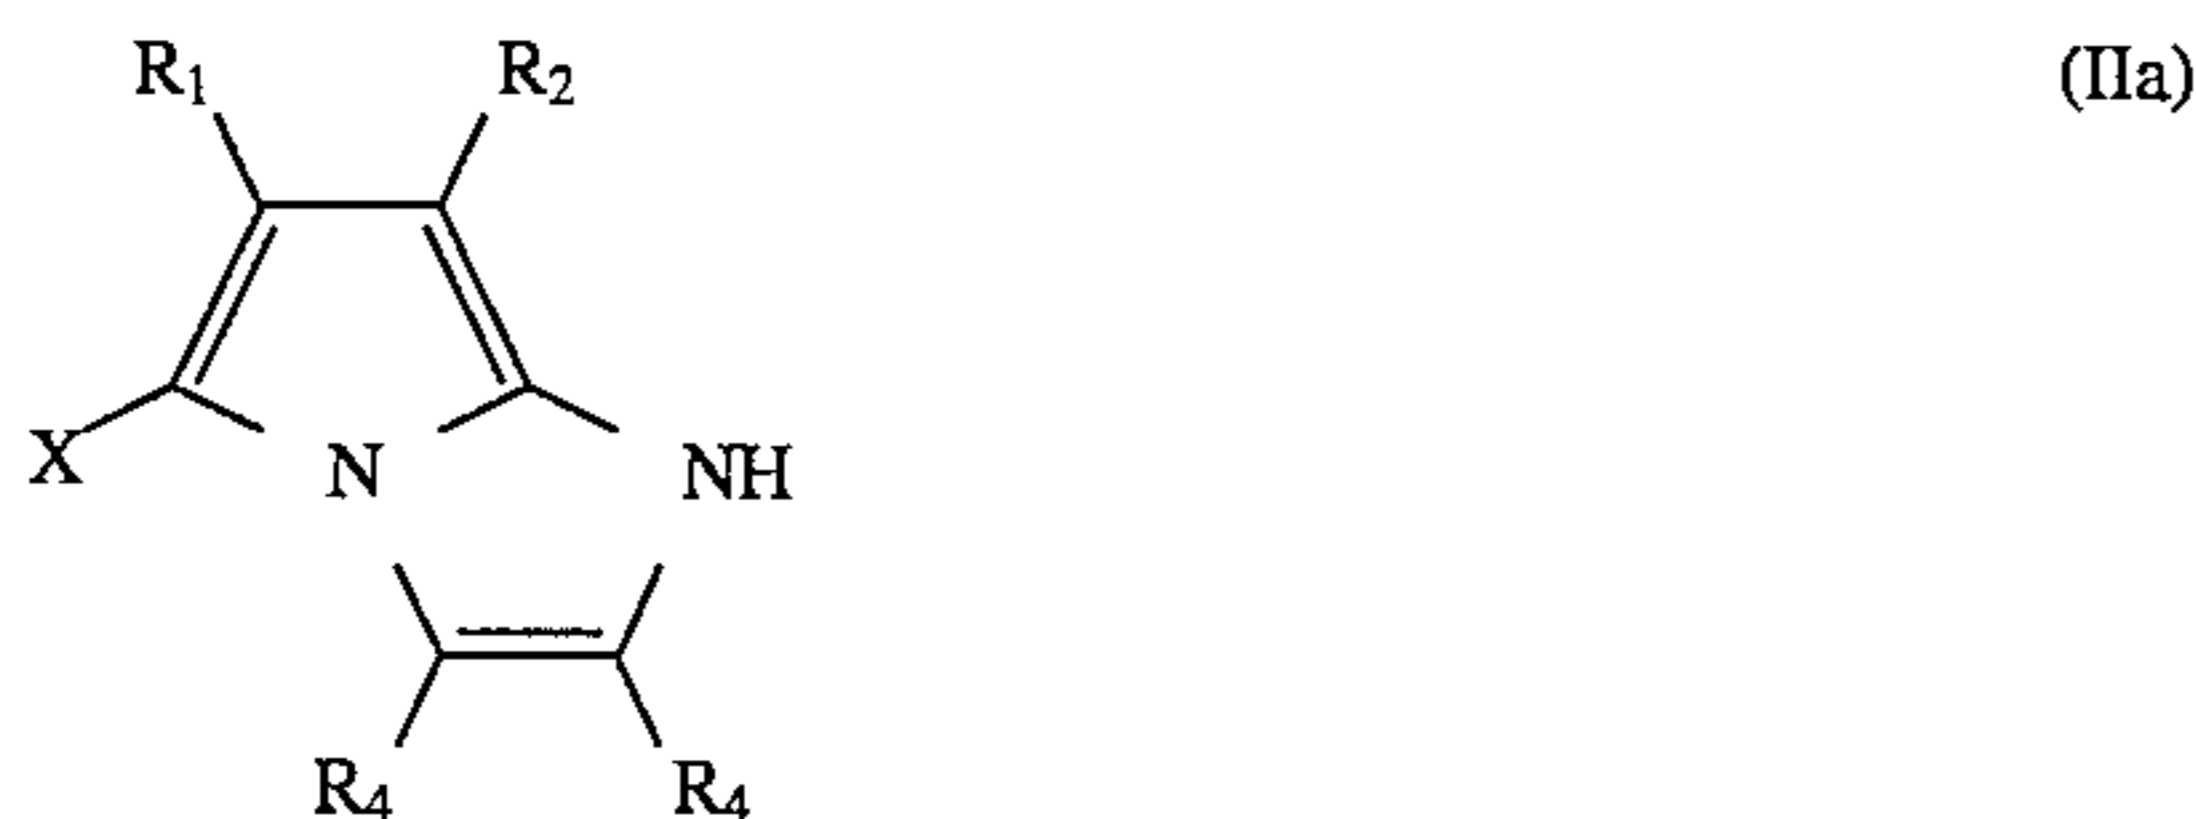 R₁ R₂ (IIa)
X N NH
R₄ R₄